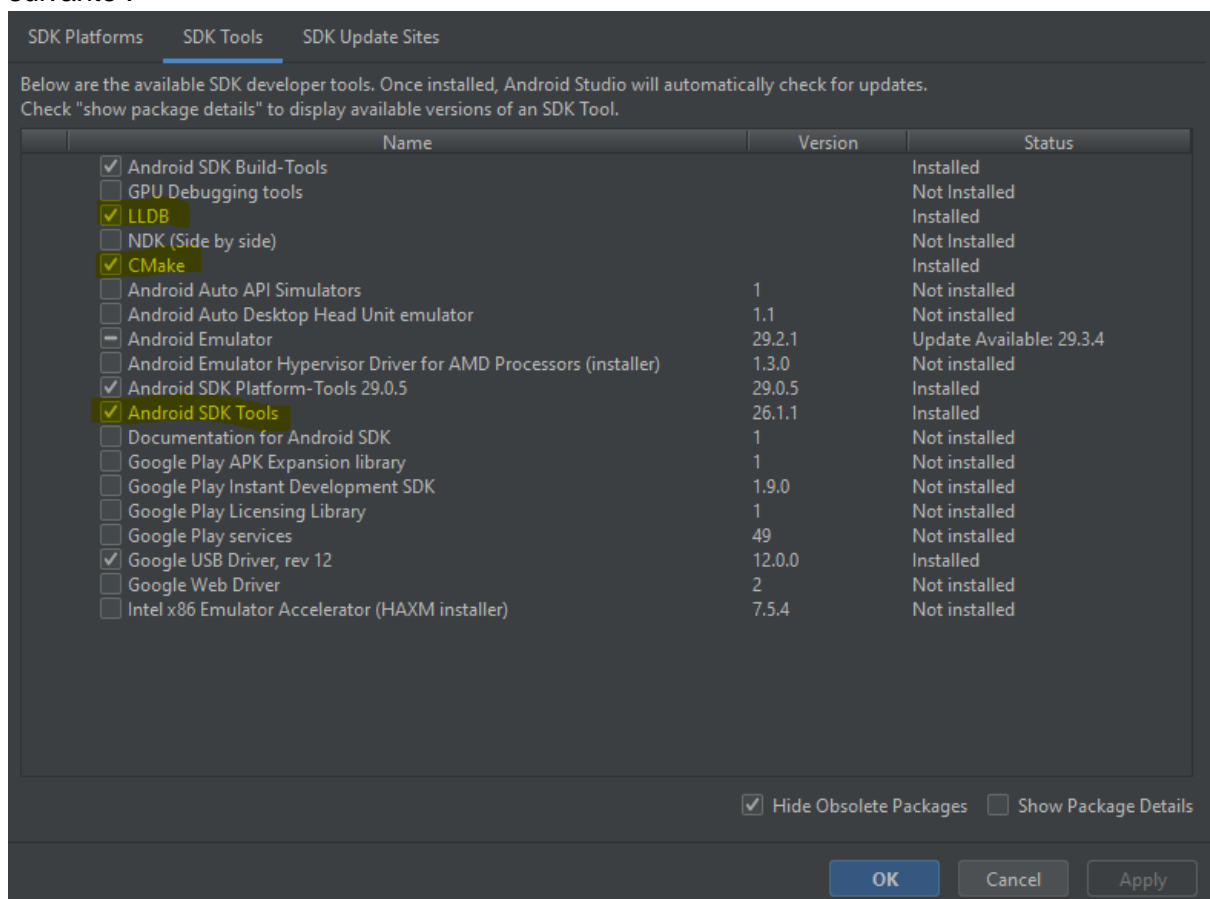 SDK Platforms SDK Tools SDK Update Sites
Below are the available SDK developer tools. Once installed, Android Studio will automatically check for updates.
Check "show package details" to display available versions of an SDK Tool.
Name Version Status
Android SDK Build-Tools Installed
GPU Debugging tools Not Installed
LLDB Installed
NDK (Side by side) Not Installed
CMake Installed
Android Auto API Simulators 1 Not installed
Android Auto Desktop Head Unit emulator 1.1 Not installed
Android Emulator 29.2.1 Update Available: 29.3.4
Android Emulator Hypervisor Driver for AMD Processors (installer) 1.3.0 Not installed
Android SDK Platform-Tools 29.0.5 29.0.5 Installed
Android SDK Tools 26.1.1 Installed
Documentation for Android SDK 1 Not installed
Google Play APK Expansion library 1 Not installed
Google Play Instant Development SDK 1.9.0 Not installed
Google Play Licensing Library 1 Not installed
Google Play services 49 Not installed
Google USB Driver, rev 12 12.0.0 Installed
Google Web Driver 2 Not installed
Intel x86 Emulator Accelerator (HAXM installer) 7.5.4 Not installed
Hide Obsolete Packages Show Package Details
OK Cancel Apply